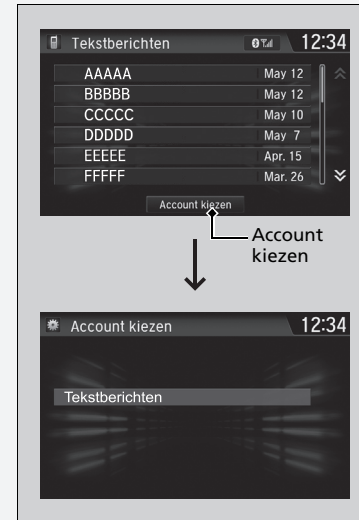 Tekstberichten 12:34
AAAAA May 12
BBBBB May 12
CCCCC May 10
DDDDD May 7
EEEEE Apr. 15
FFFFF Mar. 26
Account kiezen
Account
kiezen
Account kiezen 12:34
Tekstberichten